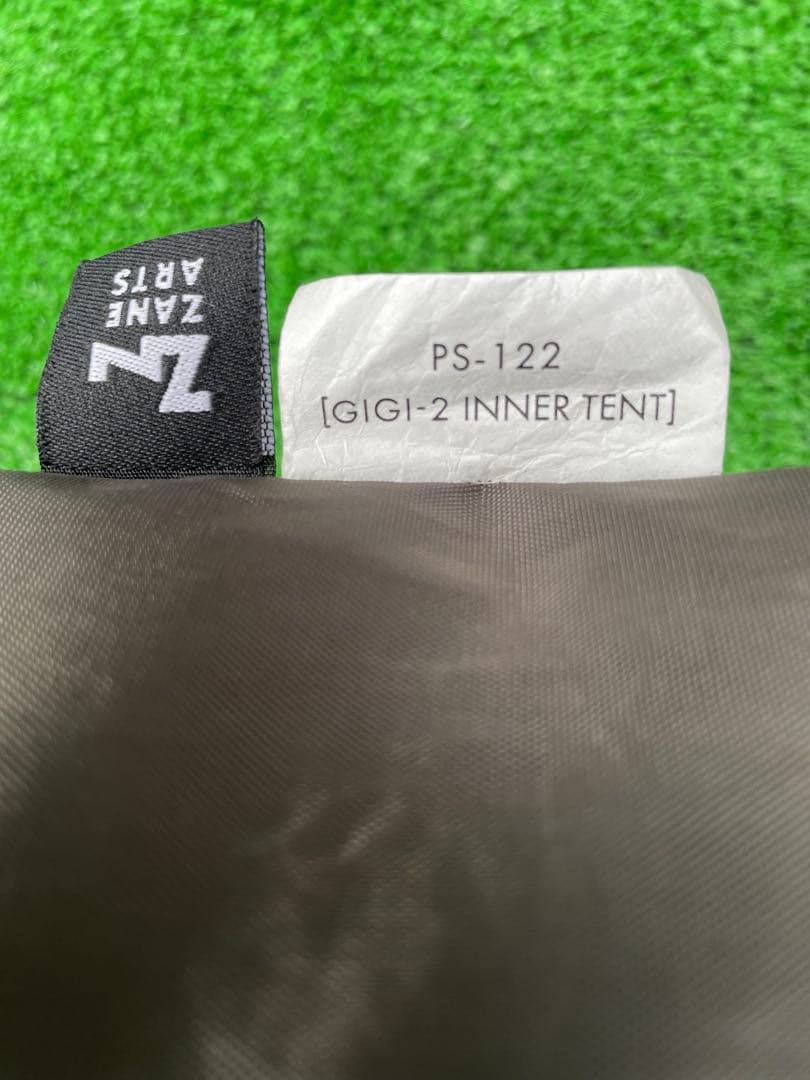 ZANE
ARTS
PS-122
[GIGI-2 INNER TENT]